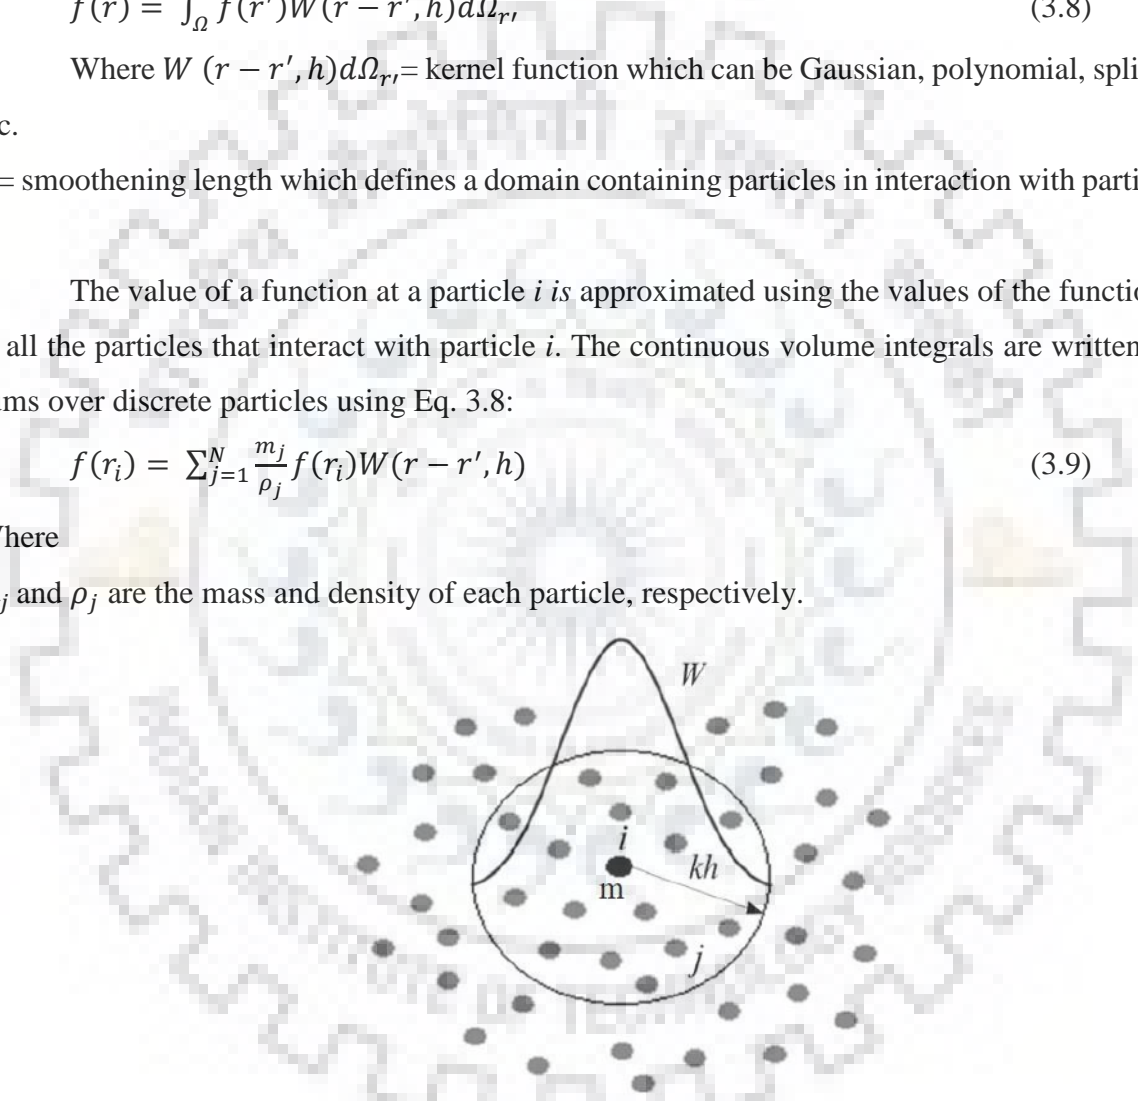 f(r) = ∫_Ω f(r′)W(r − r′, h)dΩ_r′ (3.8)
Where W (r − r′, h)dΩ_r′= kernel function which can be Gaussian, polynomial, spli
c.
= smoothening length which defines a domain containing particles in interaction with parti
The value of a function at a particle i is approximated using the values of the functio
all the particles that interact with particle i. The continuous volume integrals are written
ums over discrete particles using Eq. 3.8:
f(r_i) = ∑_{j=1}^{N} \frac{m_j}{ρ_j} f(r_i)W(r − r′, h) (3.9)
here
j and ρ_j are the mass and density of each particle, respectively.
W
i
kh
m
j